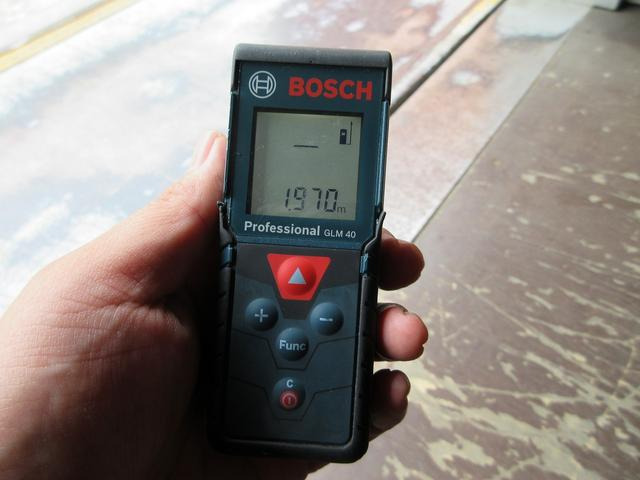 BOSCH
1.970m
Professional GLM 40
+ -
Func
C